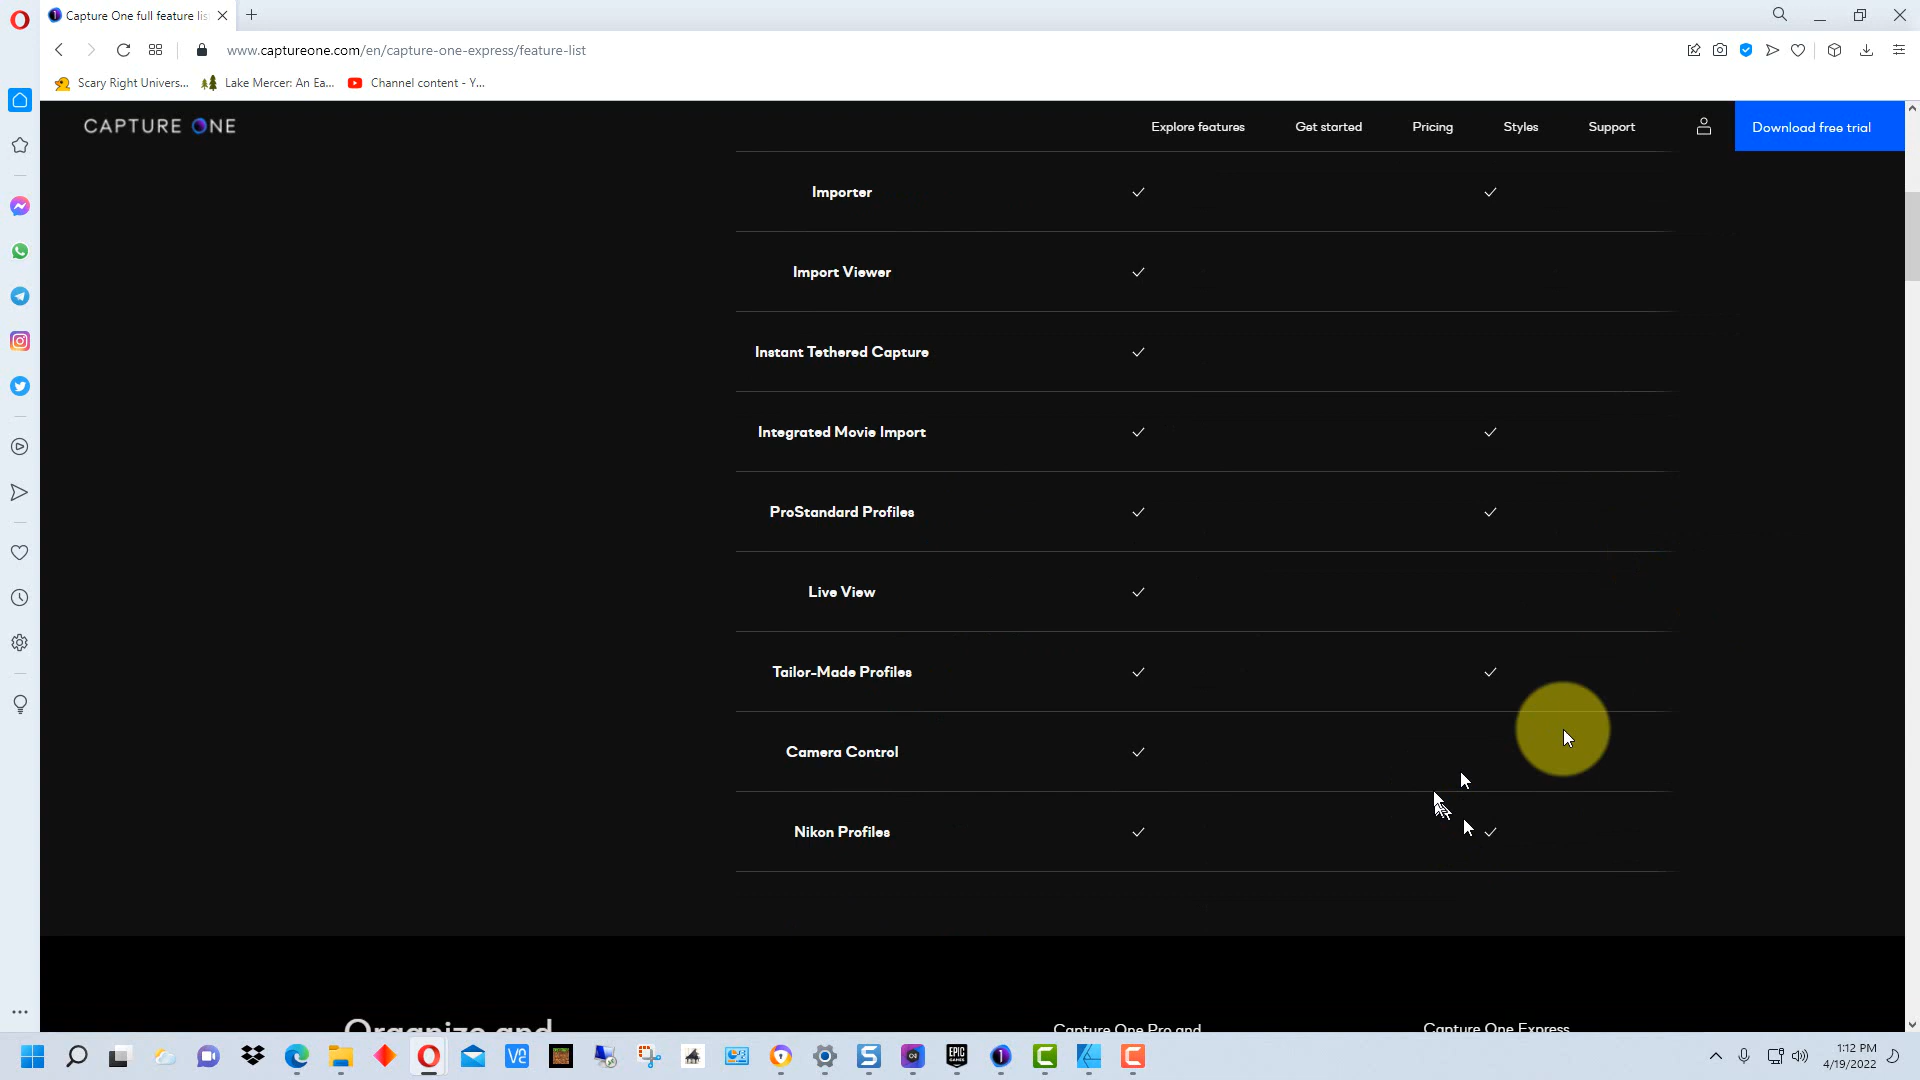 Capture One full feature lis
www.captureone.com/en/capture-one-express/feature-list
Scary Right Univers... Lake Mercer: An Ea... Channel content - Y...
CAPTURE ONE Explore features Get started Pricing Styles Support Download free trial
Importer
Import Viewer
Instant Tethered Capture
Integrated Movie Import
ProStandard Profiles
Live View
Tailor-Made Profiles
Camera Control
Nikon Profiles
Organize and Capture One Pro and Capture One Express
1:12 PM
4/19/2022